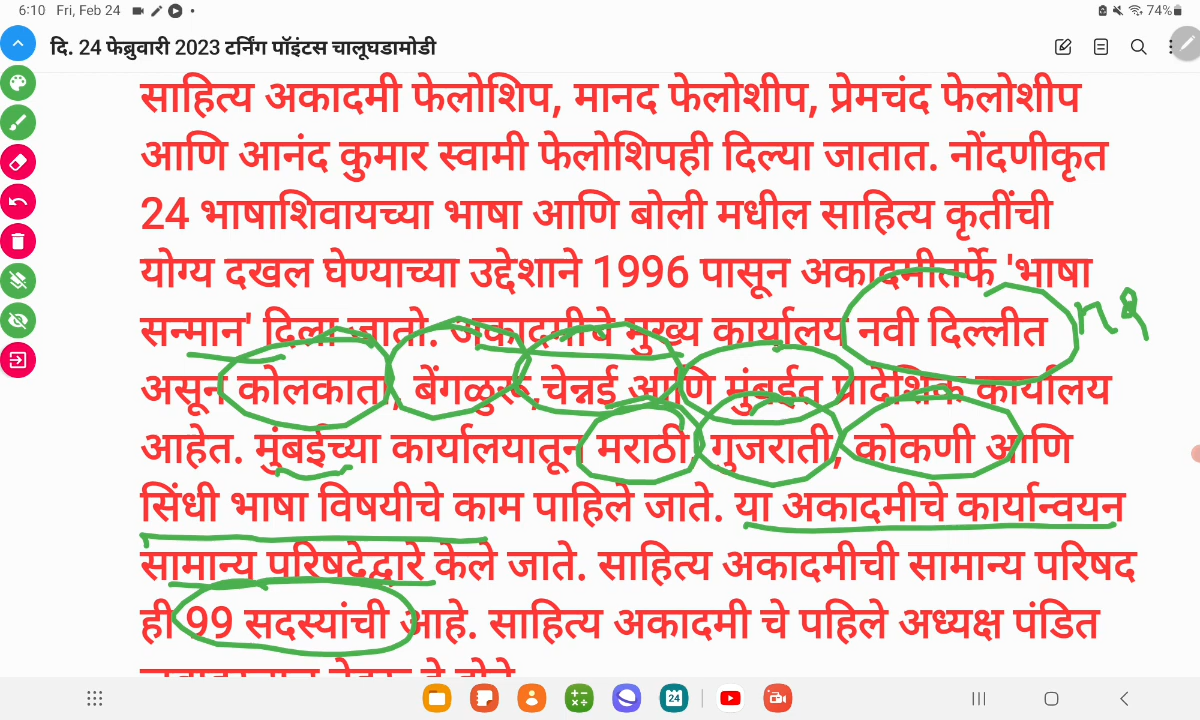 6:10 Fri, Feb 24
74%
दि. 24 फेब्रुवारी 2023 टर्निंग पॉइंटस चालूघडामोडी
साहित्य अकादमी फेलोशिप, मानद फेलोशीप, प्रेमचंद फेलोशीप
आणि आनंद कुमार स्वामी फेलोशिपही दिल्या जातात. नोंदणीकृत
24 भाषाशिवायच्या भाषा आणि बोली मधील साहित्य कृतींची
योग्य दखल घेण्याच्या उद्देशाने 1996 पासून अकादमीतर्फे 'भाषा
सन्मान' दिला जातो. अकादमीचे मुख्य कार्यालय नवी दिल्लीत
असून कोलकाता, बेंगळुरू,चेन्नई आणि मुंबईत प्रादेशिक कार्यालय
आहेत. मुंबईच्या कार्यालयातून मराठी, गुजराती, कोकणी आणि
सिंधी भाषा विषयीचे काम पाहिले जाते. या अकादमीचे कार्यान्वयन
सामान्य परिषदेद्वारे केले जाते. साहित्य अकादमीची सामान्य परिषद
ही 99 सदस्यांची आहे. साहित्य अकादमी चे पहिले अध्यक्ष पंडित
24